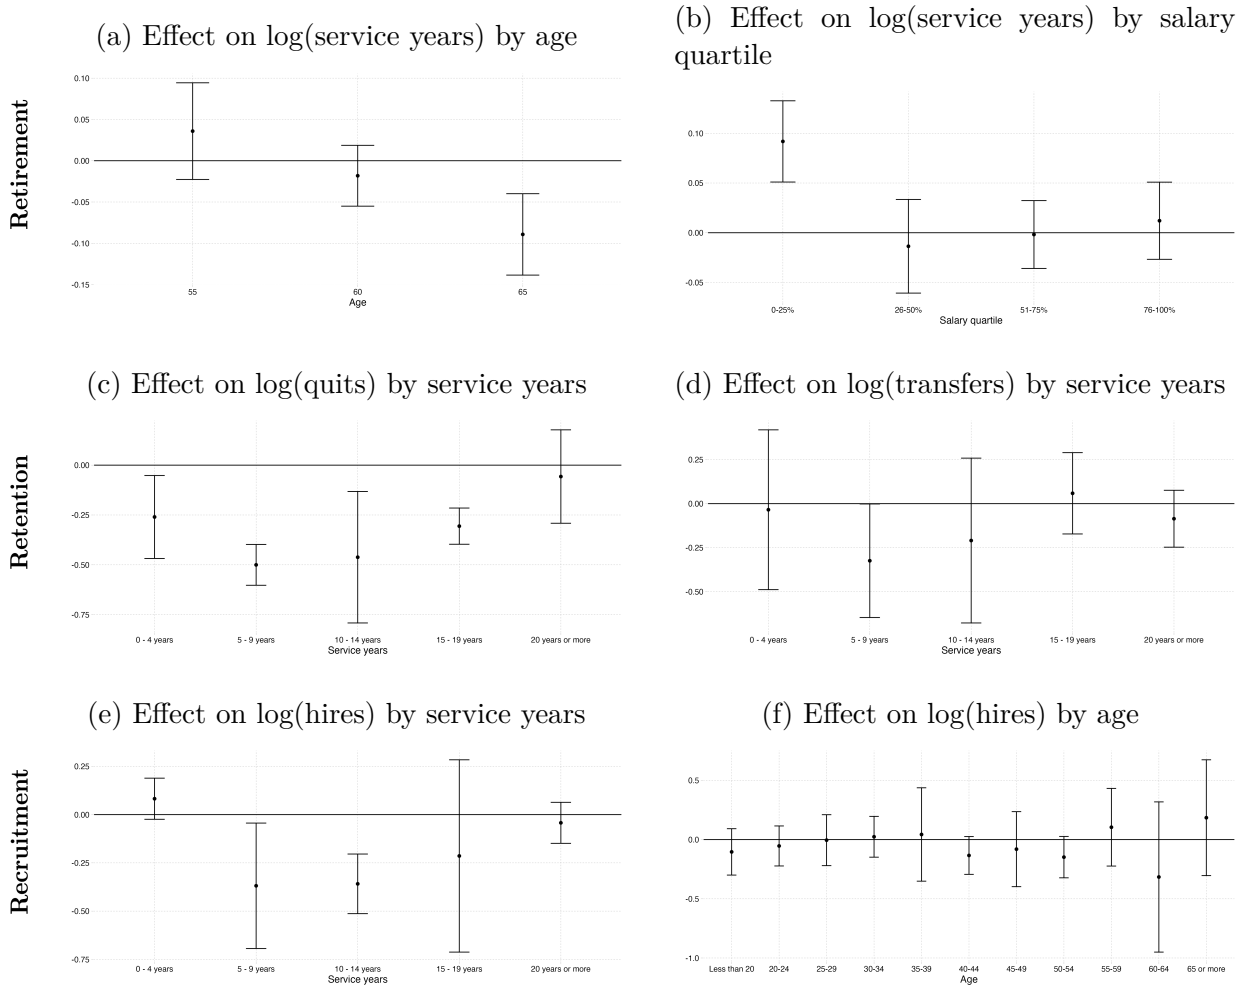 (a) Effect on log(service years) by age
(b) Effect on log(service years) by salary
quartile
Retirement
0.10
0.05
0.00
-0.05
-0.10
-0.15
55
60
65
Age
0.10
0.05
0.00
-0.05
0-25%
26-50%
51-75%
76-100%
Salary quartile
(c) Effect on log(quits) by service years
(d) Effect on log(transfers) by service years
Retention
0.00
-0.25
-0.50
-0.75
0 - 4 years
5 - 9 years
10 - 14 years
15 - 19 years
20 years or more
Service years
0.25
0.00
-0.25
-0.50
0 - 4 years
5 - 9 years
10 - 14 years
15 - 19 years
20 years or more
Service years
(e) Effect on log(hires) by service years
(f) Effect on log(hires) by age
Recruitment
0.25
0.00
-0.25
-0.50
-0.75
0 - 4 years
5 - 9 years
10 - 14 years
15 - 19 years
20 years or more
Service years
0.5
0.0
-0.5
-1.0
Less than 20
20-24
25-29
30-34
35-39
40-44
45-49
50-54
55-59
60-64
65 or more
Age